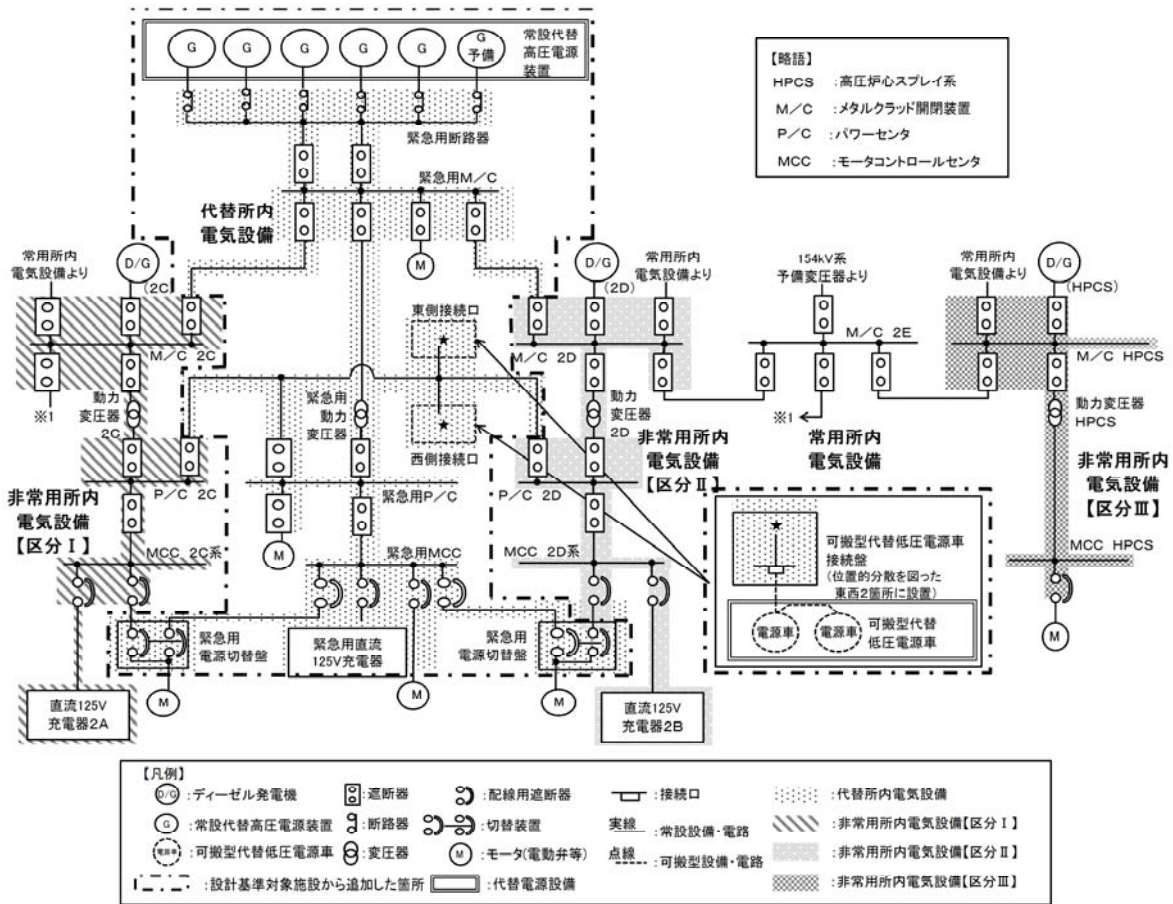 G
G
G
G
G
G
予備
常設代替
高圧電源
装置
緊急用断路器
緊急用M/C
代替所内
電気設備
M
【略語】
HPCS :高圧炉心スプレイ系
M/C :メタルクラッド開閉装置
P/C :パワーセンタ
MCC :モータコントロールセンタ
常用所内
電気設備より
D/G
(2C)
D/G
(2D)
常用所内
電気設備より
154kV系
予備変圧器より
常用所内
電気設備より
D/G
(HPCS)
M/C 2C
※1
動力
変圧器
2C
P/C 2C
非常用所内
電気設備
【区分Ⅰ】
MCC 2C系
東側接続口
★
★
西側接続口
緊急用
動力
変圧器
緊急用P/C
M
緊急用MCC
M/C 2D
動力
変圧器
2D
非常用所内
電気設備
【区分Ⅱ】
P/C 2D
MCC 2D系
M/C 2E
※1
常用所内
電気設備
M/C HPCS
動力変圧器
HPCS
非常用所内
電気設備
【区分Ⅲ】
MCC HPCS
M
緊急用
電源切替盤
M
直流125V
充電器2A
緊急用直流
125V充電器
M
緊急用
電源切替盤
M
直流125V
充電器2B
★
可搬型代替低圧電源車
接続盤
(位置的分散を図った
東西2箇所に設置)
電源車
電源車
可搬型代替
低圧電源車
【凡例】
D/G :ディーゼル発電機
:遮断器
:配線用遮断器
:接続口
:代替所内電気設備
G :常設代替高圧電源装置
:断路器
:切替装置
実線 :常設設備・電路
:非常用所内電気設備【区分Ⅰ】
電源車 :可搬型代替低圧電源車
:変圧器
M :モータ(電動弁等)
点線 :可搬型設備・電路
:非常用所内電気設備【区分Ⅱ】
:設計基準対象施設から追加した箇所
:代替電源設備
:非常用所内電気設備【区分Ⅲ】